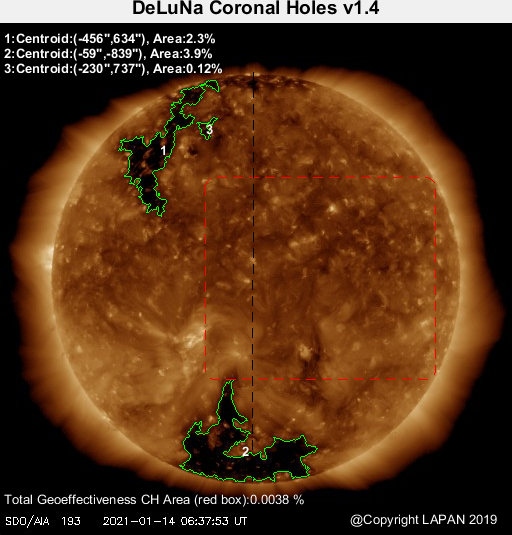 DeLuNa Coronal Holes v1.4
1:Centroid:(-456",634"), Area:2.3%
2:Centroid:(-59",-839"), Area:3.9%
3:Centroid:(-230",737"), Area:0.12%
3
1
2
Total Geoeffectiveness CH Area (red box):0.0038 %
SDO/AIA 193 2021-01-14 06:37:53 UT
@Copyright LAPAN 2019